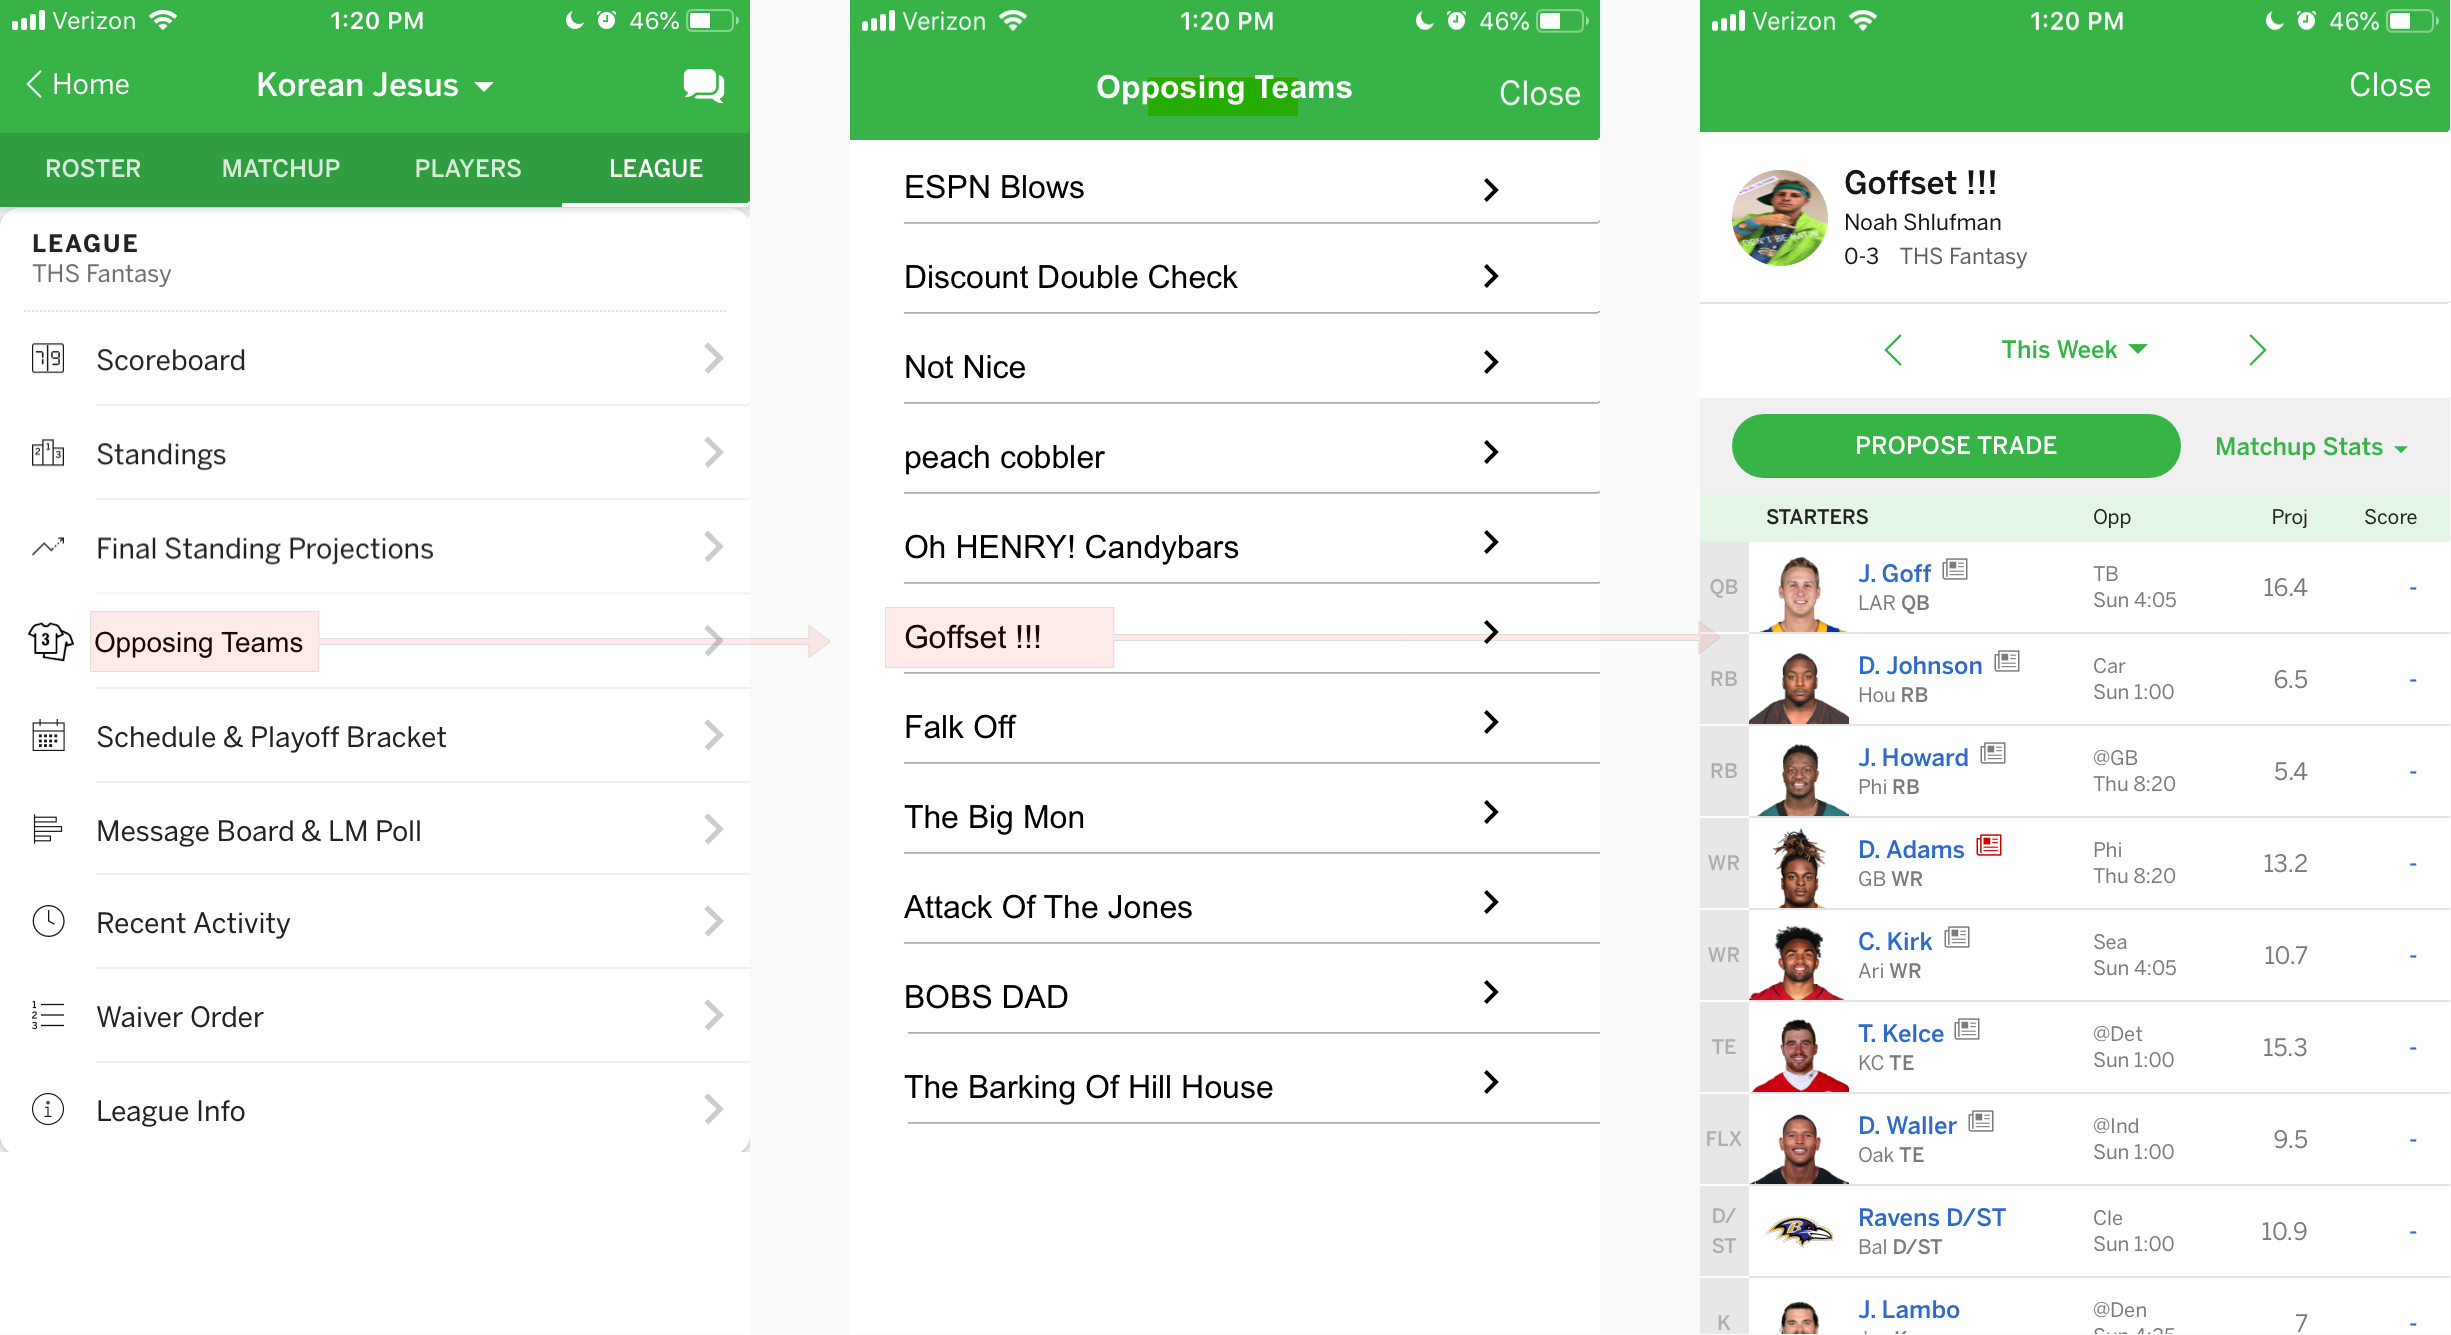 Verizon 1:20 PM 46%
Home Korean Jesus
ROSTER MATCHUP PLAYERS LEAGUE
LEAGUE
THS Fantasy
Scoreboard
Standings
Final Standing Projections
3 Opposing Teams
Schedule & Playoff Bracket
Message Board & LM Poll
Recent Activity
Waiver Order
League Info
Verizon 1:20 PM 46%
Opposing Teams Close
ESPN Blows
Discount Double Check
Not Nice
peach cobbler
Oh HENRY! Candybars
Goffset !!!
Falk Off
The Big Mon
Attack Of The Jones
BOBS DAD
The Barking Of Hill House
Verizon 1:20 PM 46%
Close
Goffset !!!
Noah Shlufman
0-3 THS Fantasy
This Week
PROPOSE TRADE Matchup Stats
STARTERS Opp Proj Score
QB J. Goff TB 16.4 -
LAR QB Sun 4:05
RB D. Johnson Car 6.5 -
Hou RB Sun 1:00
RB J. Howard @GB 5.4 -
Phi RB Thu 8:20
WR D. Adams Phi 13.2 -
GB WR Thu 8:20
WR C. Kirk Sea 10.7 -
Ari WR Sun 4:05
TE T. Kelce @Det 15.3 -
KC TE Sun 1:00
FLX D. Waller @Ind 9.5 -
Oak TE Sun 1:00
D/ST Ravens D/ST Cle 10.9 -
Bal D/ST Sun 1:00
K J. Lambo @Den 7 -